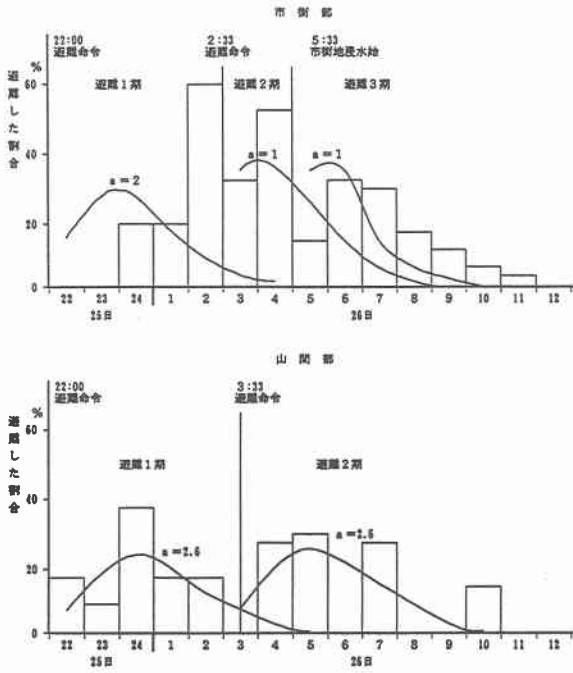 市街部
22:00
避難命令
2:33
避難命令
5:33
市街地浸水始
避難した割合
%
避難1期
避難2期
避難3期
60
40
20
0
a=2
a=1
a=1
22 23 24 1 2 3 4 5 6 7 8 9 10 11 12
25日 26日
山間部
22:00
避難命令
3:33
避難命令
避難した割合
%
避難1期
避難2期
60
40
20
0
a=2.5
a=2.5
22 23 24 1 2 3 4 5 6 7 8 9 10 11 12
25日 26日